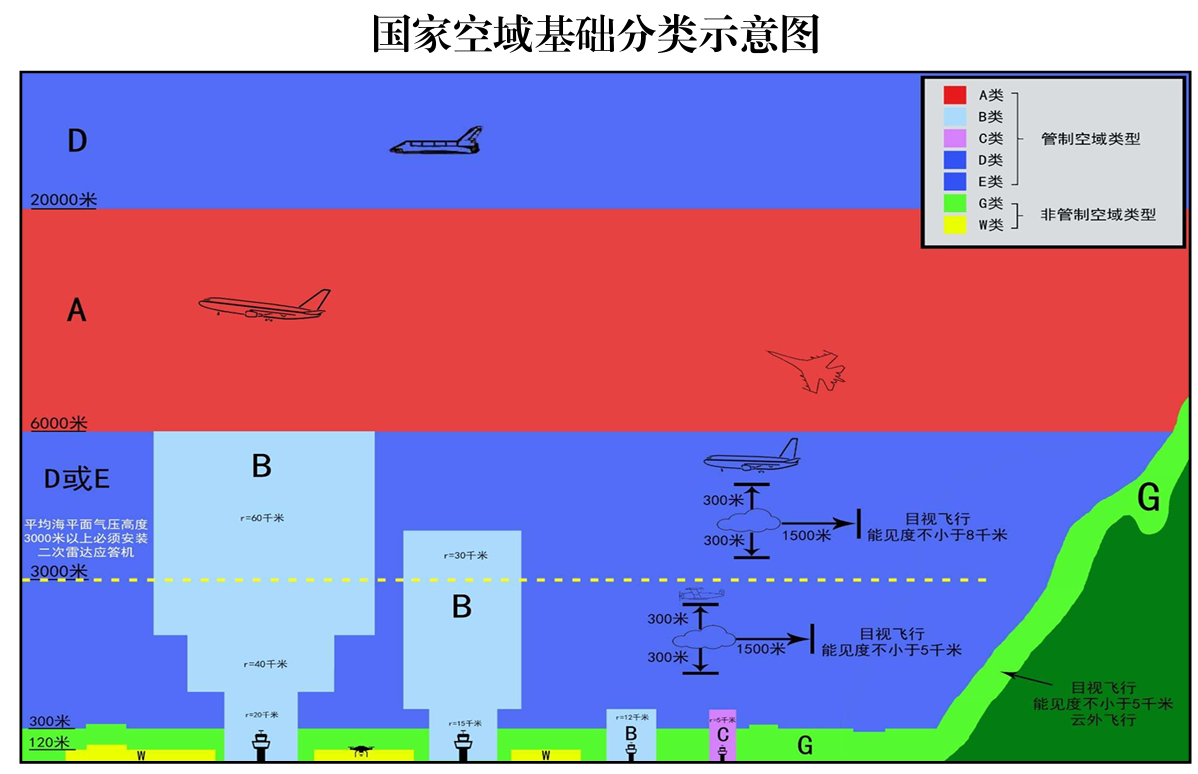 国家空域基础分类示意图
D
20000米
A类
B类
C类
D类
E类
G类
W类
管制空域类型
非管制空域类型
A
6000米
D或E
B
r=60千米
平均海平面气压高度
3000米以上必须安装
二次雷达应答机
3000米
r=30千米
B
r=40千米
r=20千米
r=15千米
300米
300米
1500米
目视飞行
能见度不小于8千米
300米
300米
1500米
目视飞行
能见度不小于5千米
G
目视飞行
能见度不小于5千米
云外飞行
300米
120米
W
W
r=12千米
B
r=5千米
C
G